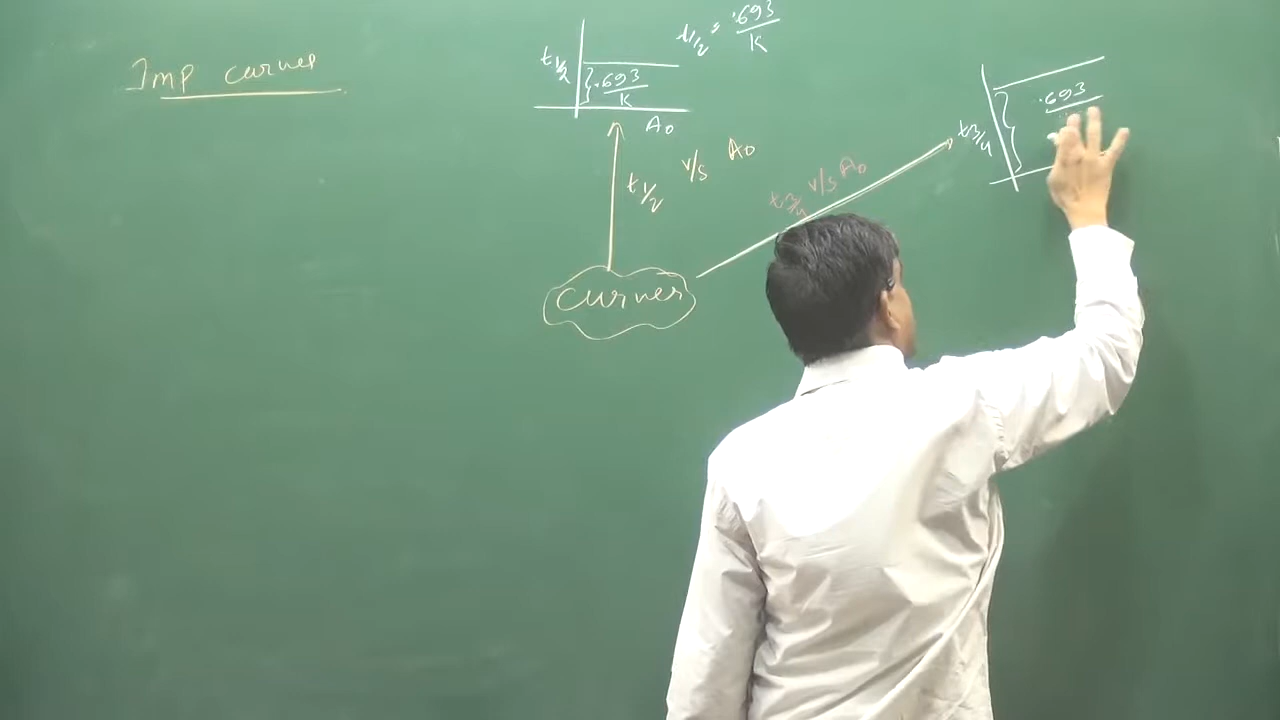 Imp curves
t1/2
.693
K
A0
t1/2 = .693
K
t1/2 v/s A0
t3/4 v/s A0
t3/4
.693
curves